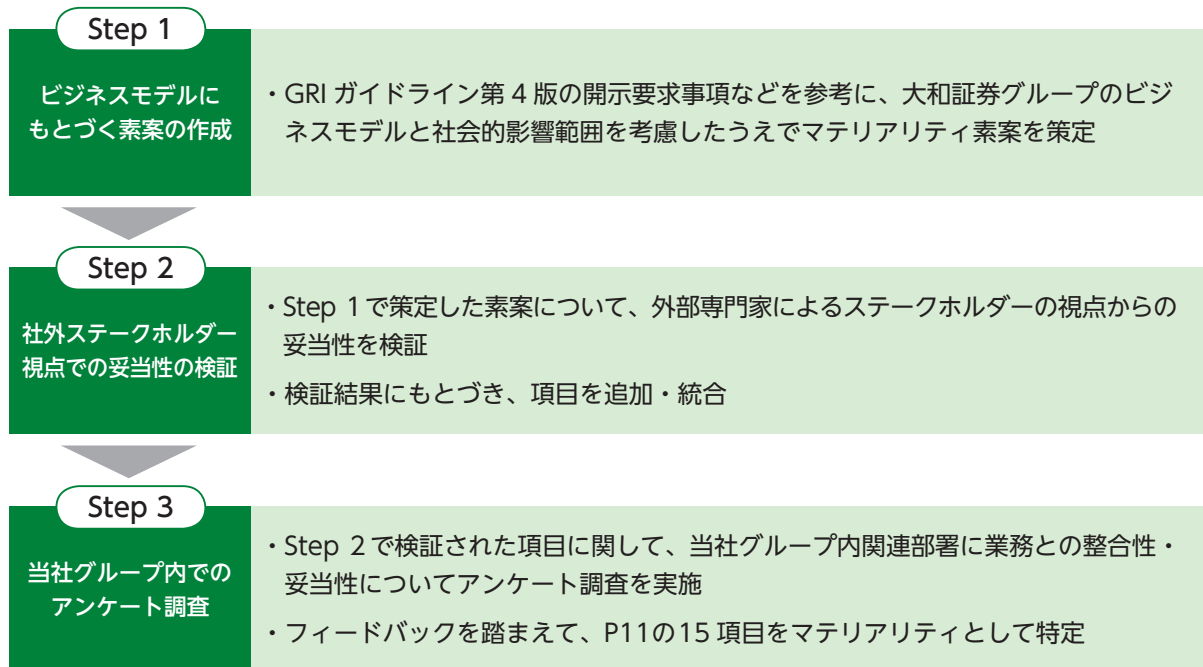 Step 1
ビジネスモデルに
もとづく素案の作成
・GRI ガイドライン第 4 版の開示要求事項などを参考に、大和証券グループのビジ
ネスモデルと社会的影響範囲を考慮したうえでマテリアリティ素案を策定
Step 2
社外ステークホルダー
視点での妥当性の検証
・Step 1で策定した素案について、外部専門家によるステークホルダーの視点からの
妥当性を検証
・検証結果にもとづき、項目を追加・統合
Step 3
当社グループ内での
アンケート調査
・Step 2で検証された項目に関して、当社グループ内関連部署に業務との整合性・
妥当性についてアンケート調査を実施
・フィードバックを踏まえて、P11の15 項目をマテリアリティとして特定